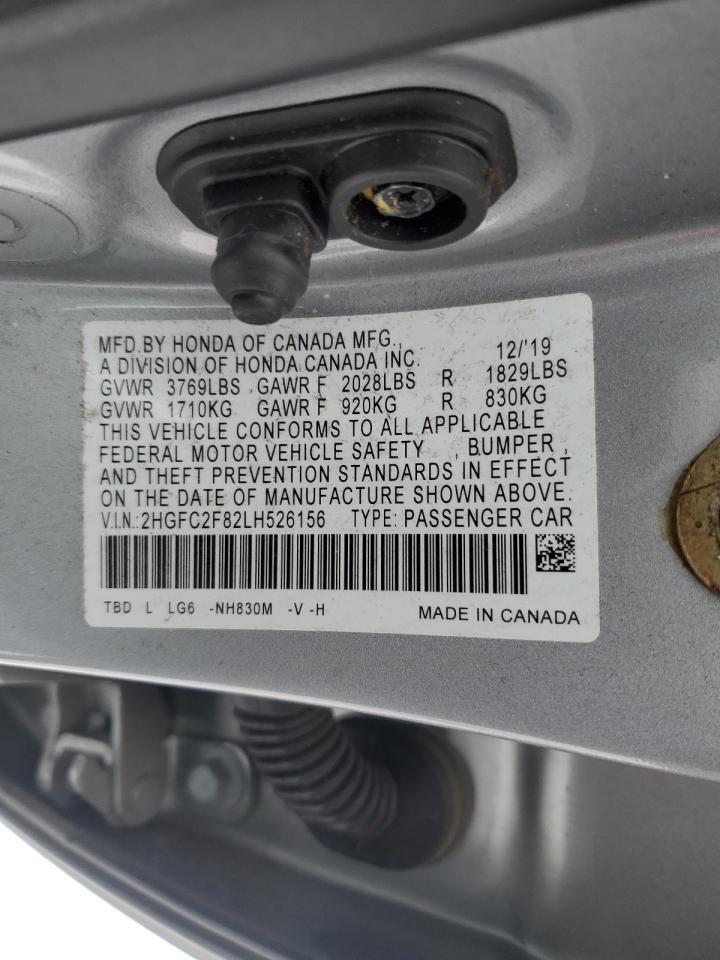 MFD.BY HONDA OF CANADA MFG.,
A DIVISION OF HONDA CANADA INC. 12/'19
GVWR 3769LBS GAWR F 2028LBS R 1829LBS
GVWR 1710KG GAWR F 920KG R 830KG
THIS VEHICLE CONFORMS TO ALL APPLICABLE
FEDERAL MOTOR VEHICLE SAFETY , BUMPER ,
AND THEFT PREVENTION STANDARDS IN EFFECT
ON THE DATE OF MANUFACTURE SHOWN ABOVE.
V.I.N.: 2HGFC2F82LH526156 TYPE: PASSENGER CAR
TBD L LG6 -NH830M -V -H MADE IN CANADA